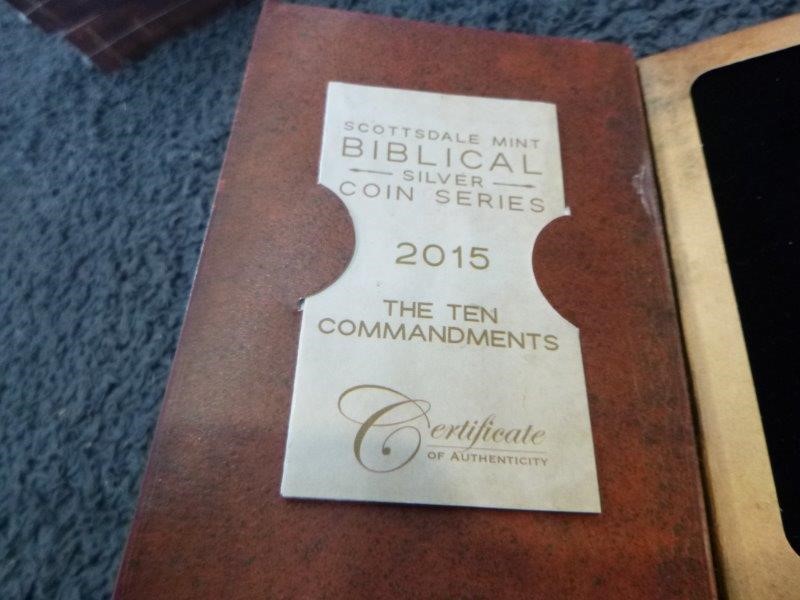 SCOTTSDALE MINT
BIBLICAL
SILVER
COIN SERIES
2015
THE TEN
COMMANDMENTS
Certificate
OF AUTHENTICITY